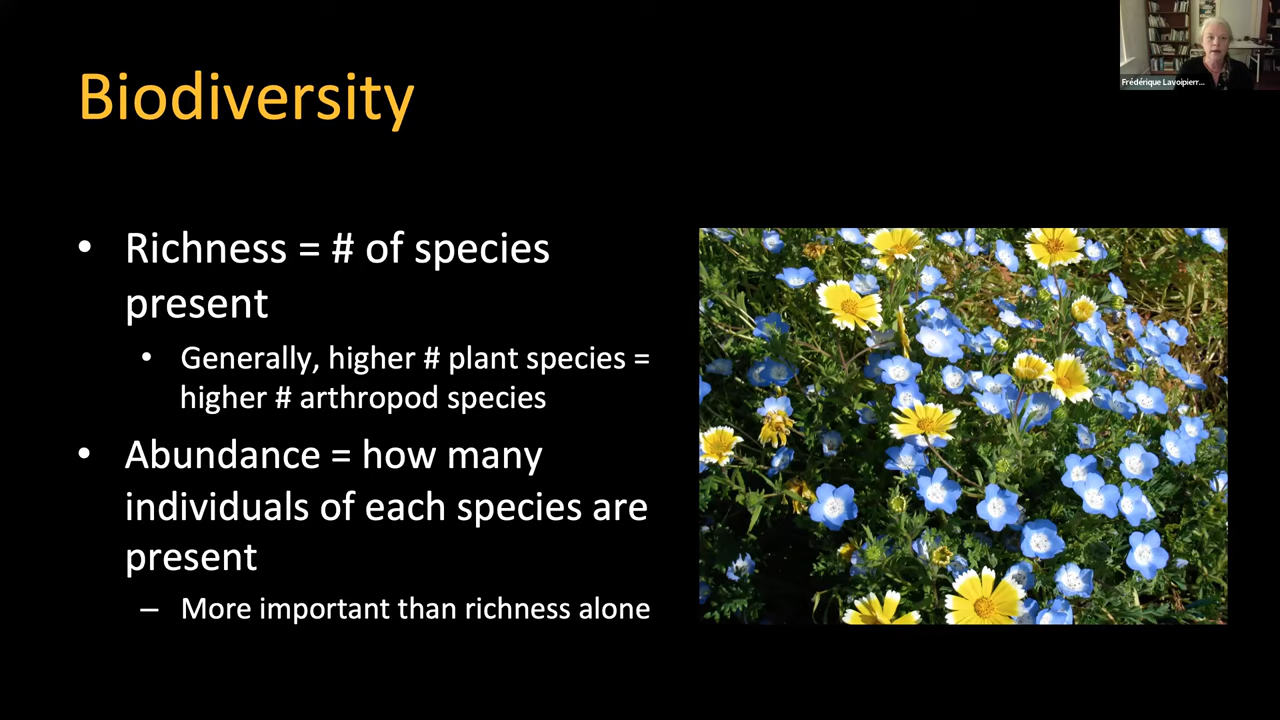 Frédérique Lavoipierr...
Biodiversity
• Richness = # of species
present
• Generally, higher # plant species =
higher # arthropod species
• Abundance = how many
individuals of each species are
present
– More important than richness alone